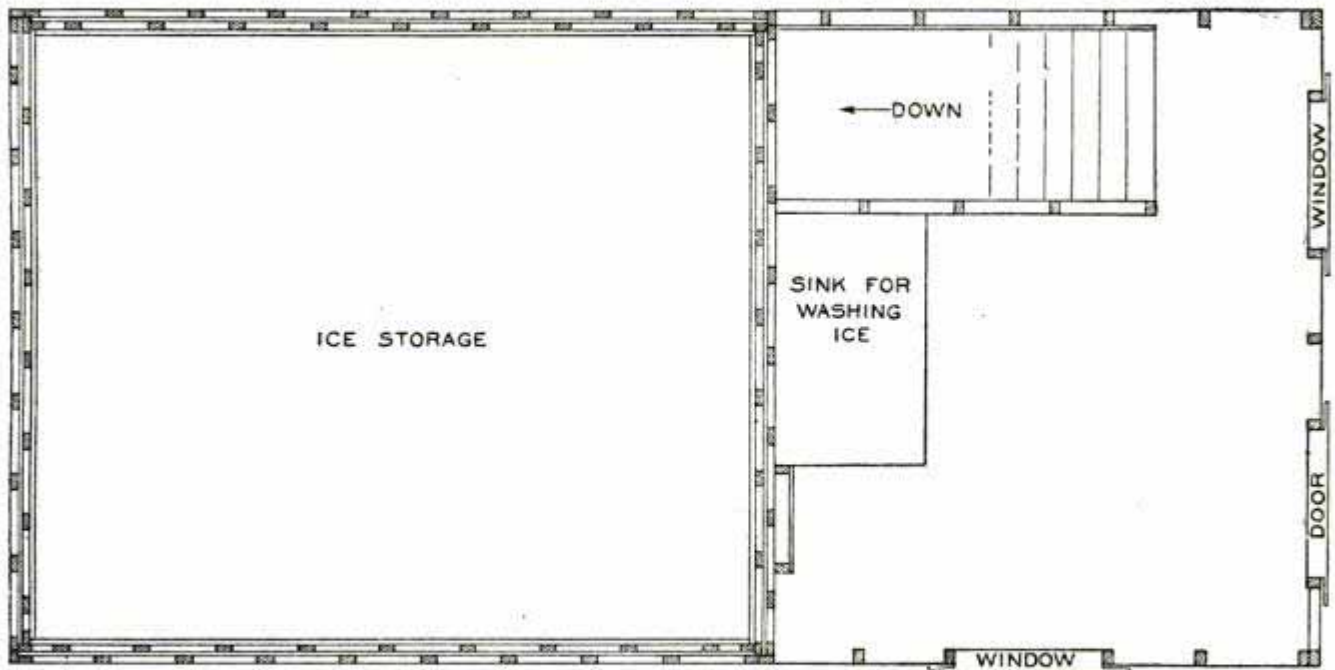 DOWN
WINDOW
SINK FOR
WASHING
ICE
ICE STORAGE
DOOR
WINDOW